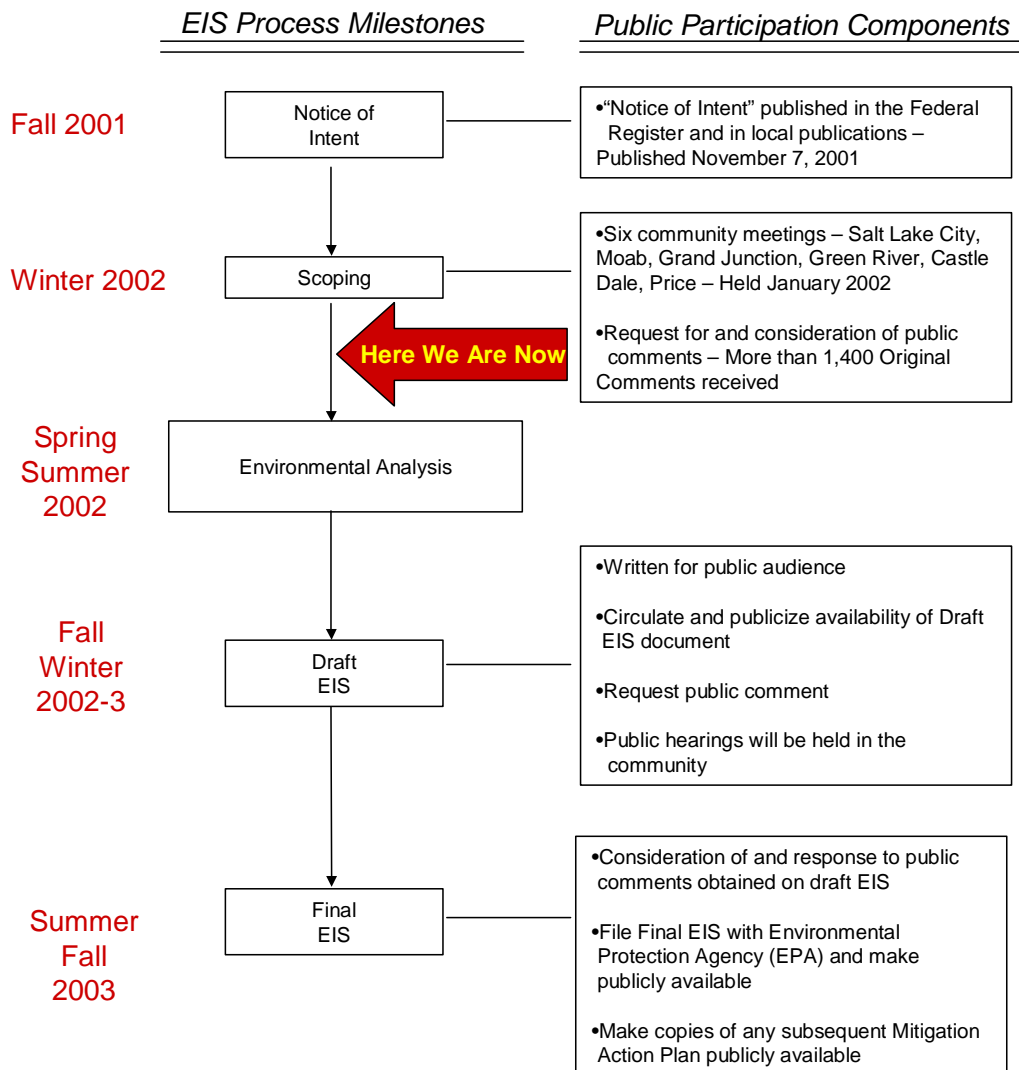 EIS Process Milestones
Public Participation Components
Fall 2001
Notice of
Intent
•“Notice of Intent” published in the Federal
Register and in local publications –
Published November 7, 2001
Winter 2002
Scoping
•Six community meetings – Salt Lake City,
Moab, Grand Junction, Green River, Castle
Dale, Price – Held January 2002
•Request for and consideration of public
comments – More than 1,400 Original
Comments received
Here We Are Now
Spring
Summer
2002
Environmental Analysis
Fall
Winter
2002-3
Draft
EIS
•Written for public audience
•Circulate and publicize availability of Draft
EIS document
•Request public comment
•Public hearings will be held in the
community
Summer
Fall
2003
Final
EIS
•Consideration of and response to public
comments obtained on draft EIS
•File Final EIS with Environmental
Protection Agency (EPA) and make
publicly available
•Make copies of any subsequent Mitigation
Action Plan publicly available